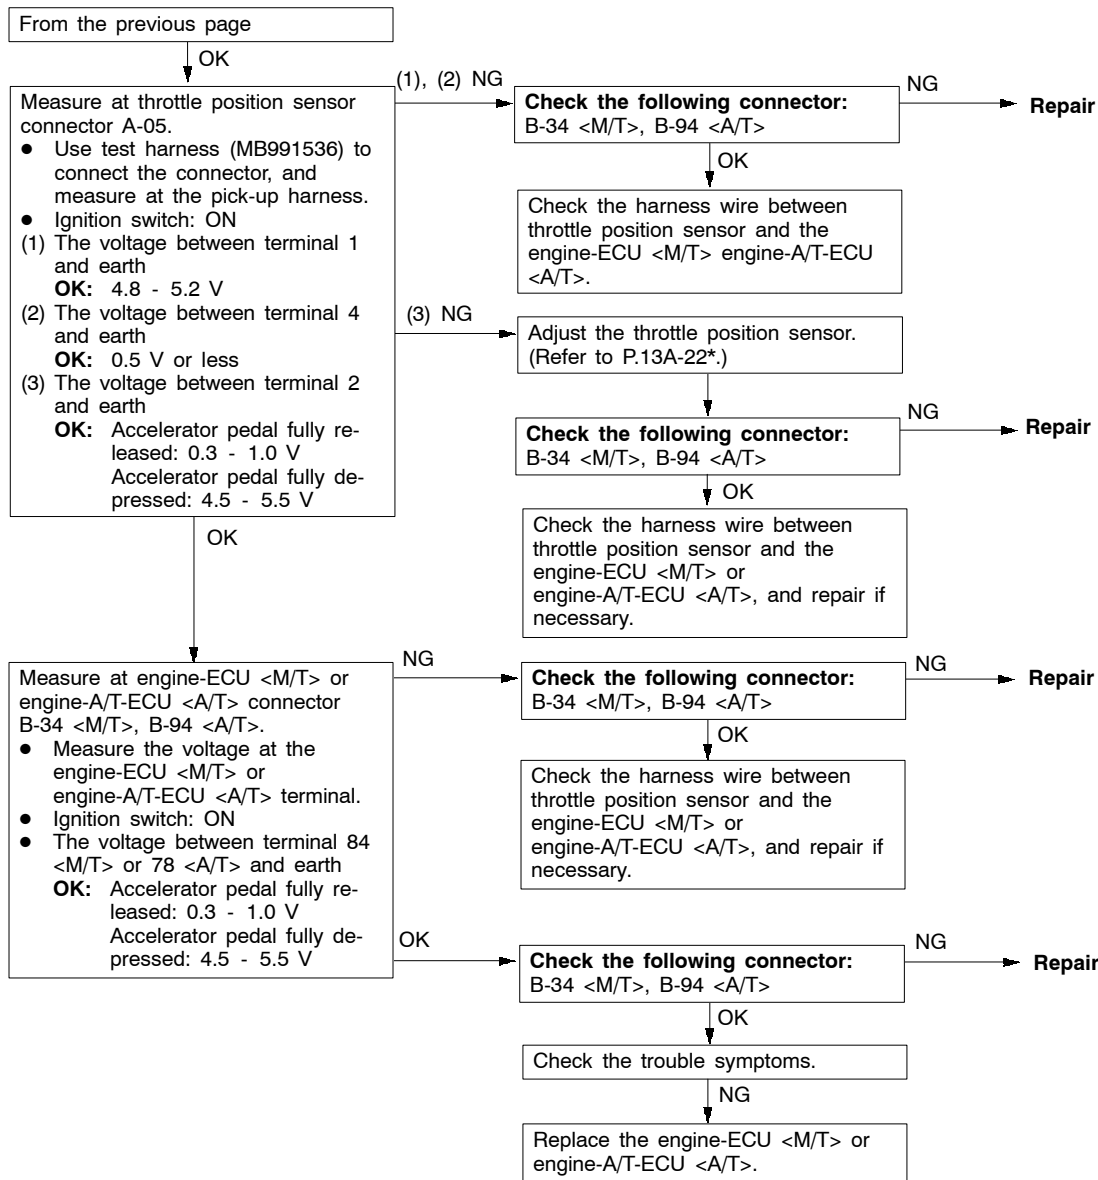 From the previous page
OK
Measure at throttle position sensor
connector A-05.
● Use test harness (MB991536) to
connect the connector, and
measure at the pick-up harness.
● Ignition switch: ON
(1) The voltage between terminal 1
and earth
OK: 4.8 - 5.2 V
(2) The voltage between terminal 4
and earth
OK: 0.5 V or less
(3) The voltage between terminal 2
and earth
OK: Accelerator pedal fully re-
leased: 0.3 - 1.0 V
Accelerator pedal fully de-
pressed: 4.5 - 5.5 V
(1), (2) NG
Check the following connector:
B-34 <M/T>, B-94 <A/T>
NG
Repair
OK
Check the harness wire between
throttle position sensor and the
engine-ECU <M/T> engine-A/T-ECU
<A/T>.
(3) NG
Adjust the throttle position sensor.
(Refer to P.13A-22*.)
Check the following connector:
B-34 <M/T>, B-94 <A/T>
NG
Repair
OK
Check the harness wire between
throttle position sensor and the
engine-ECU <M/T> or
engine-A/T-ECU <A/T>, and repair if
necessary.
OK
Measure at engine-ECU <M/T> or
engine-A/T-ECU <A/T> connector
B-34 <M/T>, B-94 <A/T>.
● Measure the voltage at the
engine-ECU <M/T> or
engine-A/T-ECU <A/T> terminal.
● Ignition switch: ON
● The voltage between terminal 84
<M/T> or 78 <A/T> and earth
OK: Accelerator pedal fully re-
leased: 0.3 - 1.0 V
Accelerator pedal fully de-
pressed: 4.5 - 5.5 V
NG
Check the following connector:
B-34 <M/T>, B-94 <A/T>
NG
Repair
OK
Check the harness wire between
throttle position sensor and the
engine-ECU <M/T> or
engine-A/T-ECU <A/T>, and repair if
necessary.
OK
Check the following connector:
B-34 <M/T>, B-94 <A/T>
NG
Repair
OK
Check the trouble symptoms.
NG
Replace the engine-ECU <M/T> or
engine-A/T-ECU <A/T>.